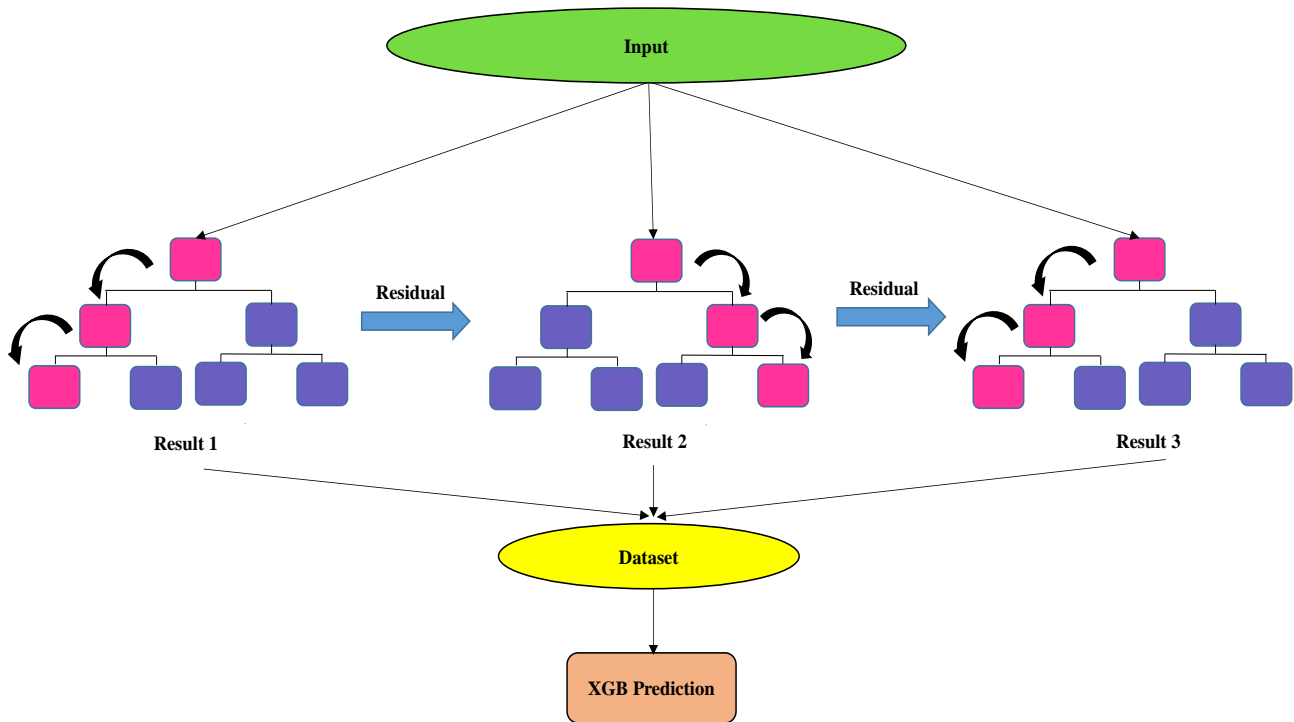 Input
Residual
Residual
Result 1
Result 2
Result 3
Dataset
XGB Prediction